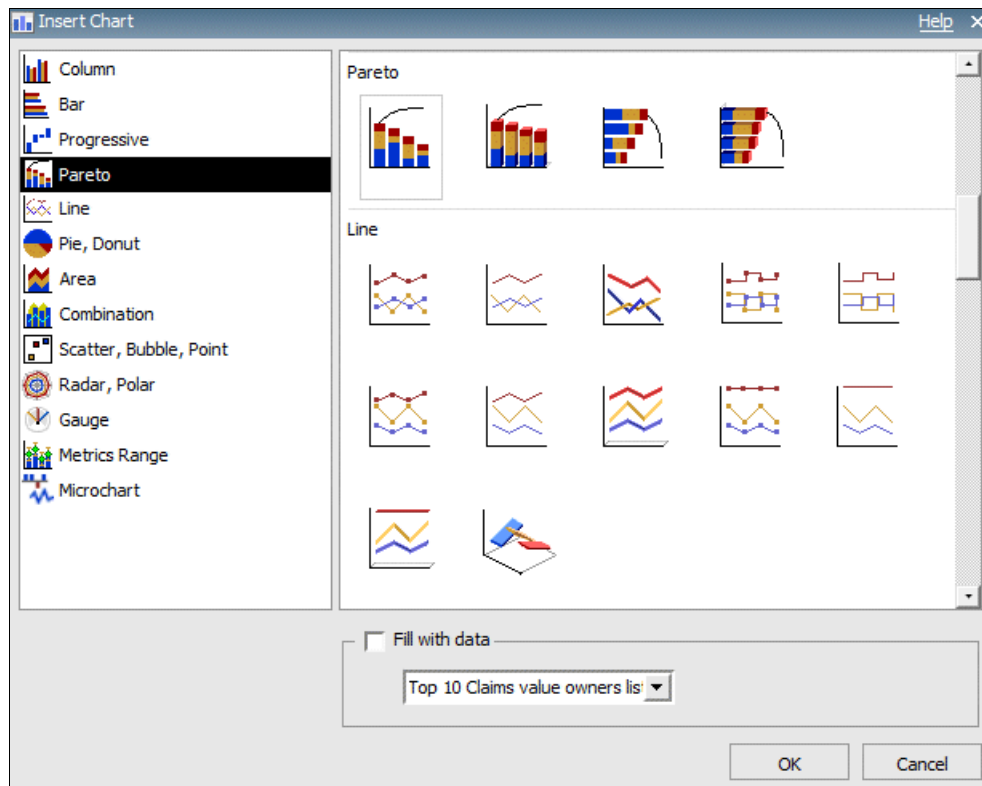 Insert Chart
Help
Column
Bar
Progressive
Pareto
Line
Pie, Donut
Area
Combination
Scatter, Bubble, Point
Radar, Polar
Gauge
Metrics Range
Microchart
Pareto
Line
Fill with data
Top 10 Claims value owners lis
OK
Cancel